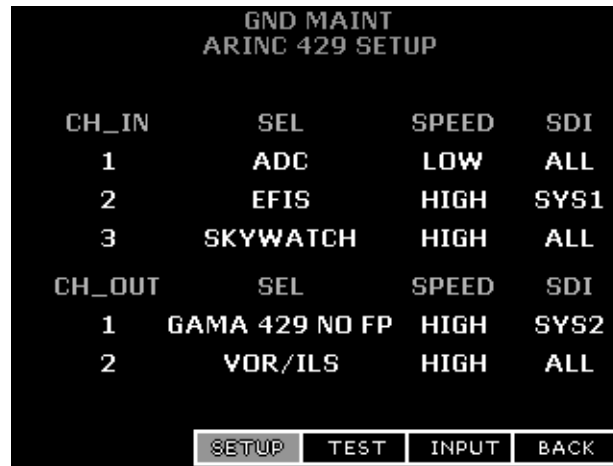 GND MAINT
ARINC 429 SETUP
CH_IN SEL SPEED SDI
1 ADC LOW ALL
2 EFIS HIGH SYS1
3 SKYWATCH HIGH ALL
CH_OUT SEL SPEED SDI
1 GAMA 429 NO FP HIGH SYS2
2 VOR/ILS HIGH ALL
SETUP TEST INPUT BACK